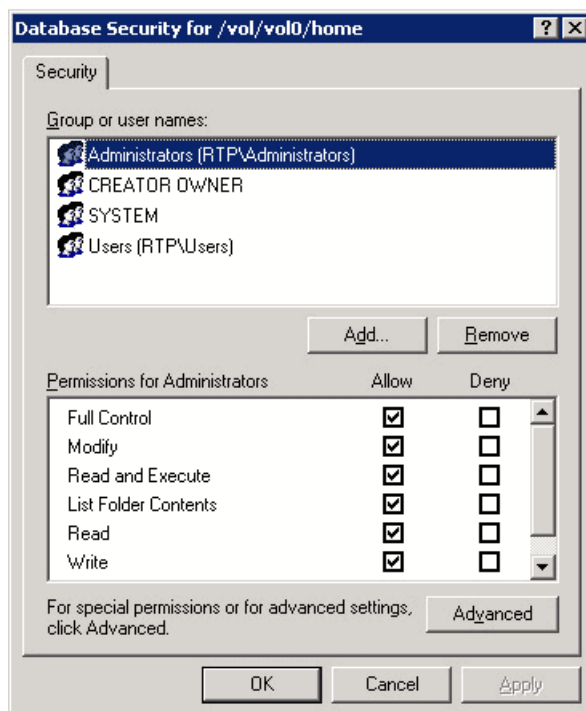 Database Security for /vol/vol0/home
Security
Group or user names:
Administrators (RTP\Administrators)
CREATOR OWNER
SYSTEM
Users (RTP\Users)
Add... Remove
Permissions for Administrators Allow Deny
Full Control
Modify
Read and Execute
List Folder Contents
Read
Write
For special permissions or for advanced settings,
click Advanced.
Advanced
OK Cancel Apply